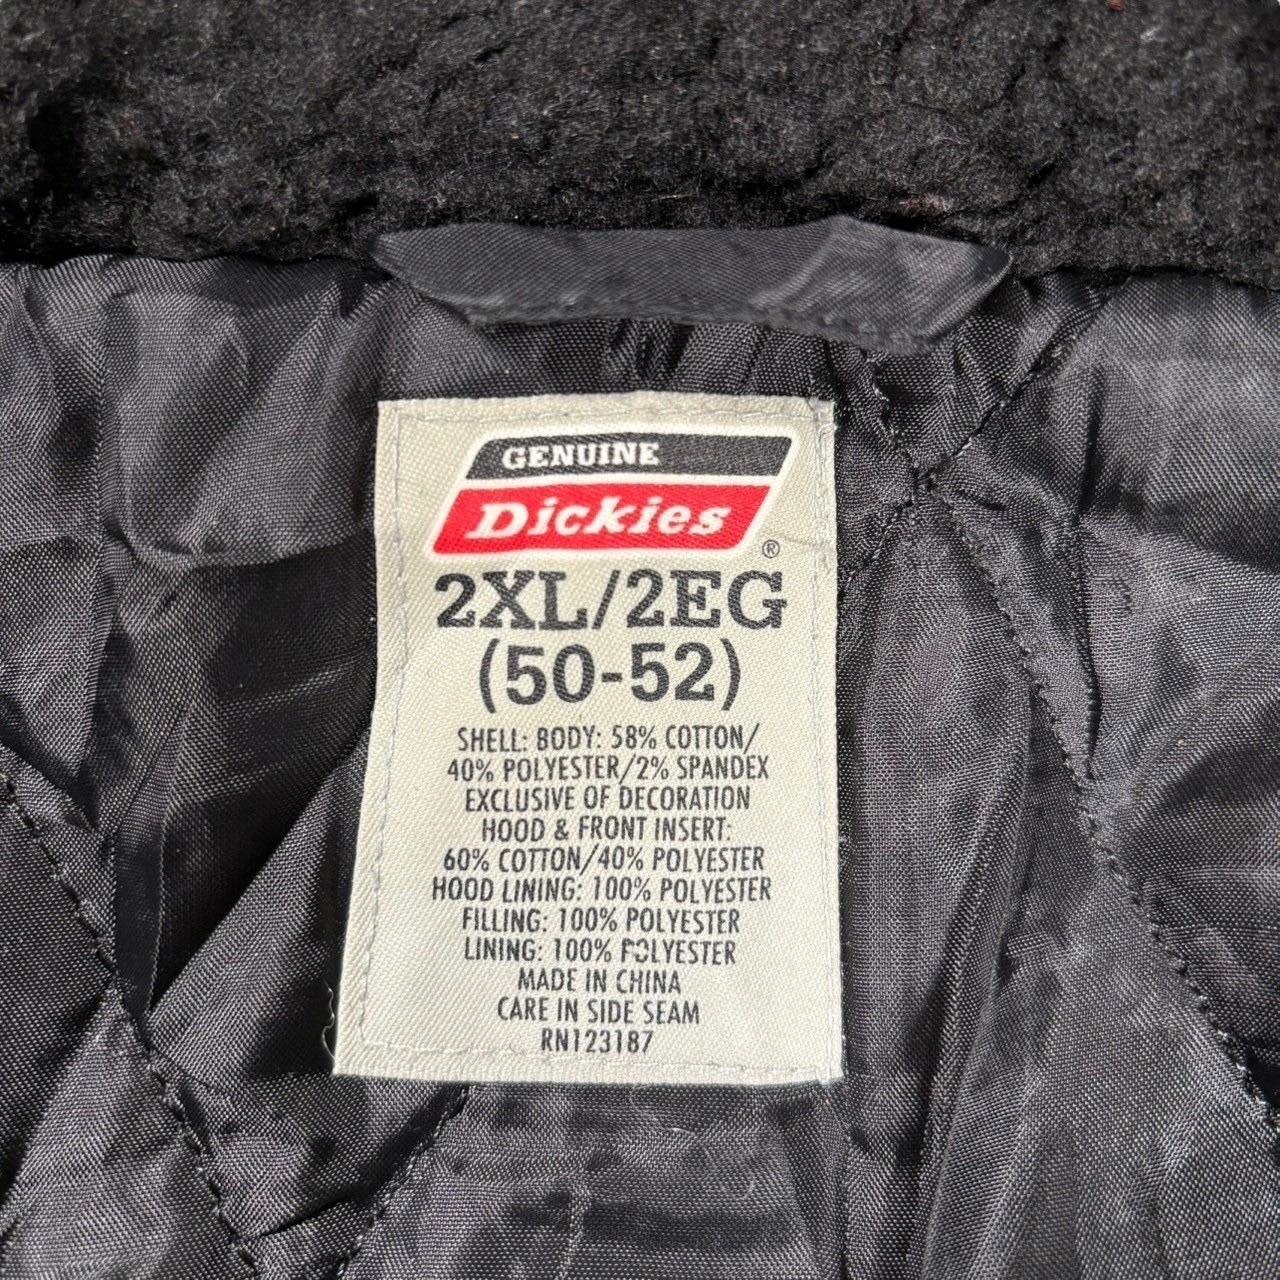 GENUINE
Dickies
®
2XL/2EG
(50-52)
SHELL: BODY: 58% COTTON/
40% POLYESTER/2% SPANDEX
EXCLUSIVE OF DECORATION
HOOD & FRONT INSERT:
60% COTTON/40% POLYESTER
HOOD LINING: 100% POLYESTER
FILLING: 100% POLYESTER
LINING: 100% POLYESTER
MADE IN CHINA
CARE IN SIDE SEAM
RN123187